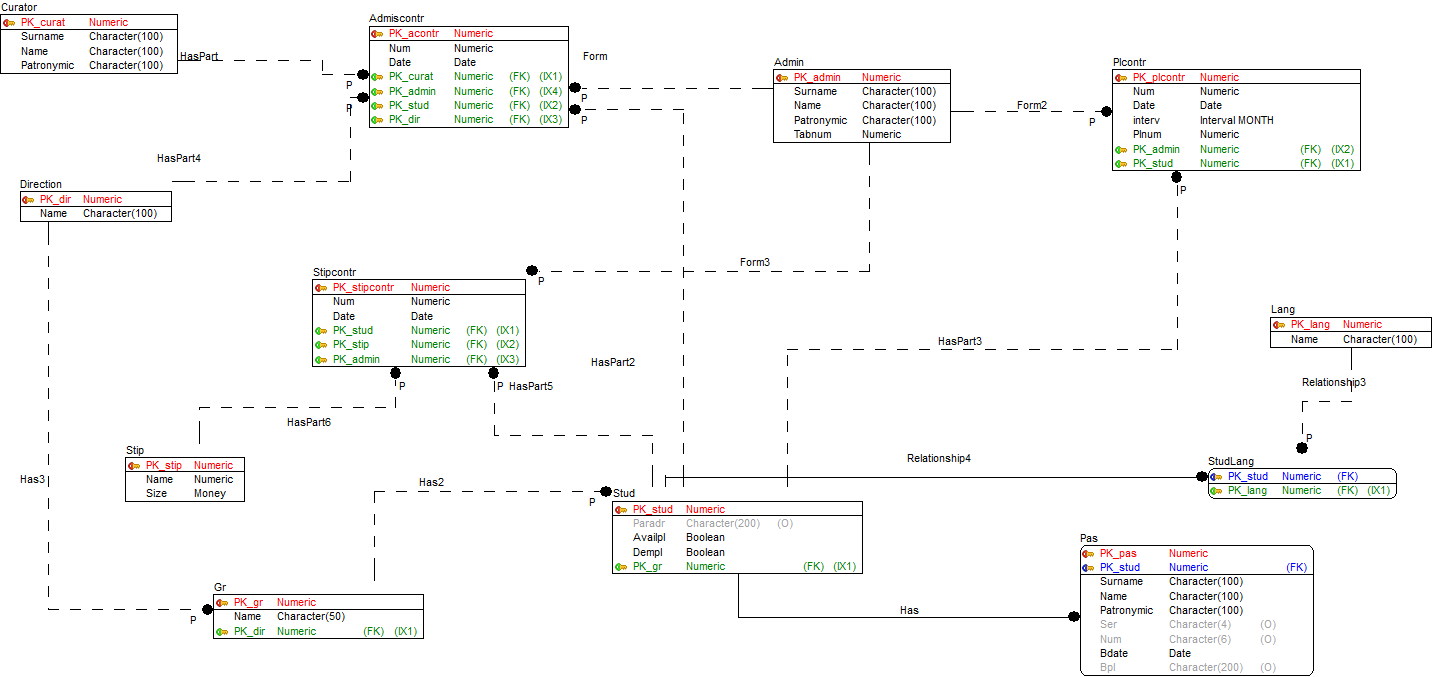 Curator
PK_curat Numeric
Surname Character(100)
Name Character(100)
Patronymic Character(100)
HasPart
P
Admiscontr
PK_acontr Numeric
Num Numeric
Date Date
PK_curat Numeric (FK) (IX1)
PK_admin Numeric (FK) (IX4)
PK_stud Numeric (FK) (IX2)
PK_dir Numeric (FK) (IX3)
P
Form
P
P
Admin
PK_admin Numeric
Surname Character(100)
Name Character(100)
Patronymic Character(100)
Tabnum Numeric
Form2
P
Plcontr
PK_plcontr Numeric
Num Numeric
Date Date
interv Interval MONTH
Plnum Numeric
PK_admin Numeric (FK) (IX2)
PK_stud Numeric (FK) (IX1)
P
HasPart4
Direction
PK_dir Numeric
Name Character(100)
Form3
P
Stipcontr
PK_stipcontr Numeric
Num Numeric
Date Date
PK_stud Numeric (FK) (IX1)
PK_stip Numeric (FK) (IX2)
PK_admin Numeric (FK) (IX3)
P
P
HasPart5
HasPart2
HasPart3
Lang
PK_lang Numeric
Name Character(100)
Relationship3
P
HasPart6
Stip
PK_stip Numeric
Name Numeric
Size Money
Has3
Has2
P
Relationship4
StudLang
PK_stud Numeric (FK)
PK_lang Numeric (FK) (IX1)
Stud
PK_stud Numeric
Paradr Character(200) (O)
Availpl Boolean
Dempl Boolean
PK_gr Numeric (FK) (IX1)
Pas
PK_pas Numeric
PK_stud Numeric (FK)
Surname Character(100)
Name Character(100)
Patronymic Character(100)
Ser Character(4) (O)
Num Character(6) (O)
Bdate Date
Bpl Character(200) (O)
Has
Gr
PK_gr Numeric
Name Character(50)
PK_dir Numeric (FK) (IX1)
P